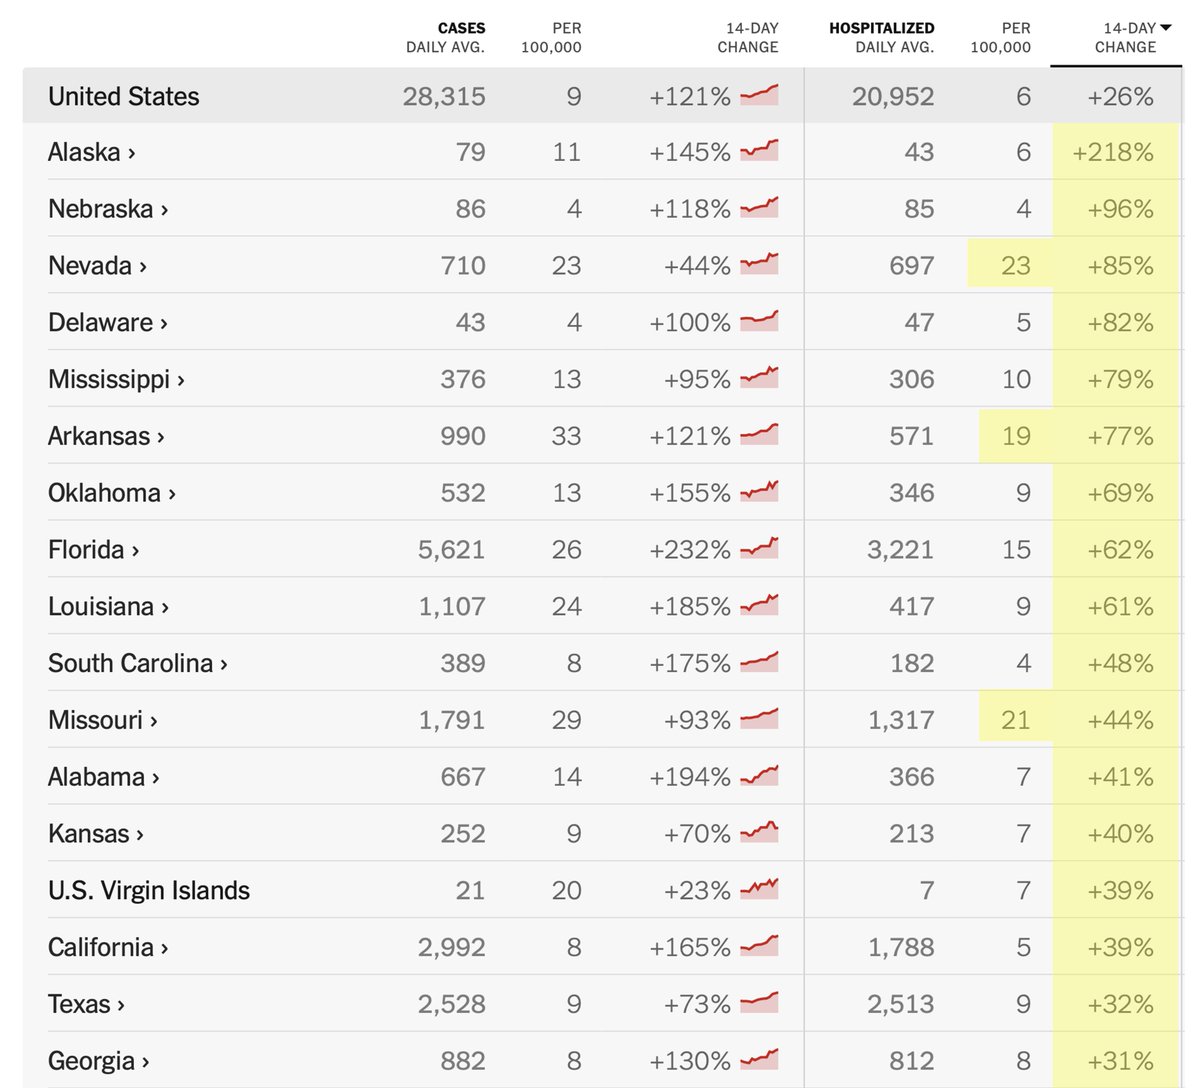 CASES PER 14-DAY HOSPITALIZED PER 14-DAY
DAILY AVG. 100,000 CHANGE DAILY AVG. 100,000 CHANGE
United States 28,315 9 +121% 20,952 6 +26%
Alaska › 79 11 +145% 43 6 +218%
Nebraska › 86 4 +118% 85 4 +96%
Nevada › 710 23 +44% 697 23 +85%
Delaware › 43 4 +100% 47 5 +82%
Mississippi › 376 13 +95% 306 10 +79%
Arkansas › 990 33 +121% 571 19 +77%
Oklahoma › 532 13 +155% 346 9 +69%
Florida › 5,621 26 +232% 3,221 15 +62%
Louisiana › 1,107 24 +185% 417 9 +61%
South Carolina › 389 8 +175% 182 4 +48%
Missouri › 1,791 29 +93% 1,317 21 +44%
Alabama › 667 14 +194% 366 7 +41%
Kansas › 252 9 +70% 213 7 +40%
U.S. Virgin Islands 21 20 +23% 7 7 +39%
California › 2,992 8 +165% 1,788 5 +39%
Texas › 2,528 9 +73% 2,513 9 +32%
Georgia › 882 8 +130% 812 8 +31%